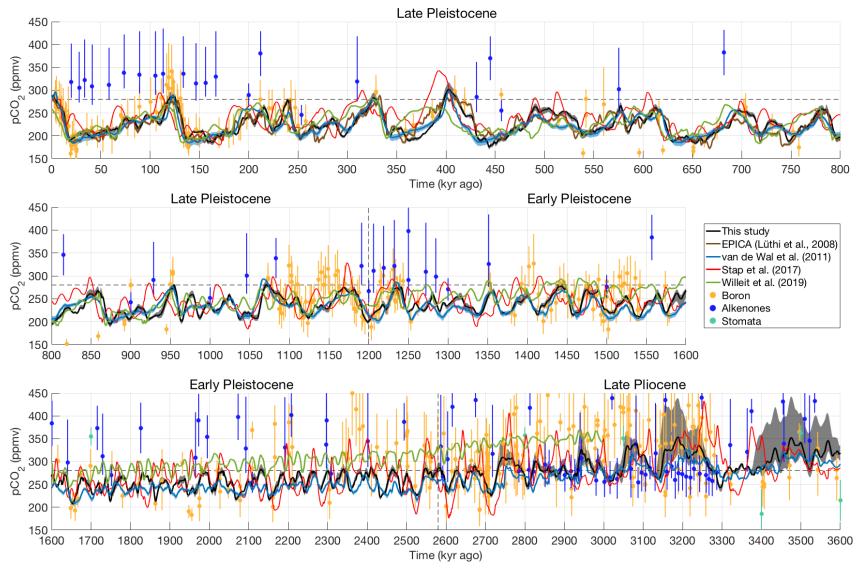 Late Pleistocene
pCO2 (ppmv)
450
400
350
300
250
200
150
0 50 100 150 200 250 300 350 400 450 500 550 600 650 700 750 800
Time (kyr ago)
Late Pleistocene Early Pleistocene
pCO2 (ppmv)
450
400
350
300
250
200
150
800 850 900 950 1000 1050 1100 1150 1200 1250 1300 1350 1400 1450 1500 1550 1600
This study
EPICA (Lüthi et al., 2008)
van de Wal et al. (2011)
Stap et al. (2017)
Willeit et al. (2019)
Boron
Alkenones
Stomata
Early Pleistocene Late Pliocene
pCO2 (ppmv)
450
400
350
300
250
200
150
1600 1700 1800 1900 2000 2100 2200 2300 2400 2500 2600 2700 2800 2900 3000 3100 3200 3300 3400 3500 3600
Time (kyr ago)